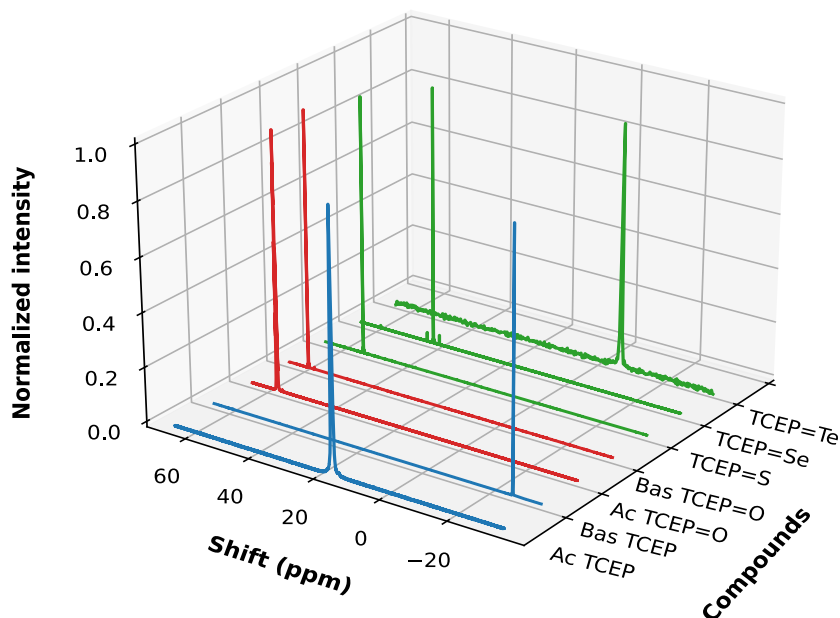 Normalized intensity
1.0
0.8
0.6
0.4
0.2
0.0
60
40
20
0
−20
Shift (ppm)
TCEP=Te
TCEP=Se
TCEP=S
Bas TCEP=O
Ac TCEP=O
Bas TCEP
Ac TCEP
Compounds